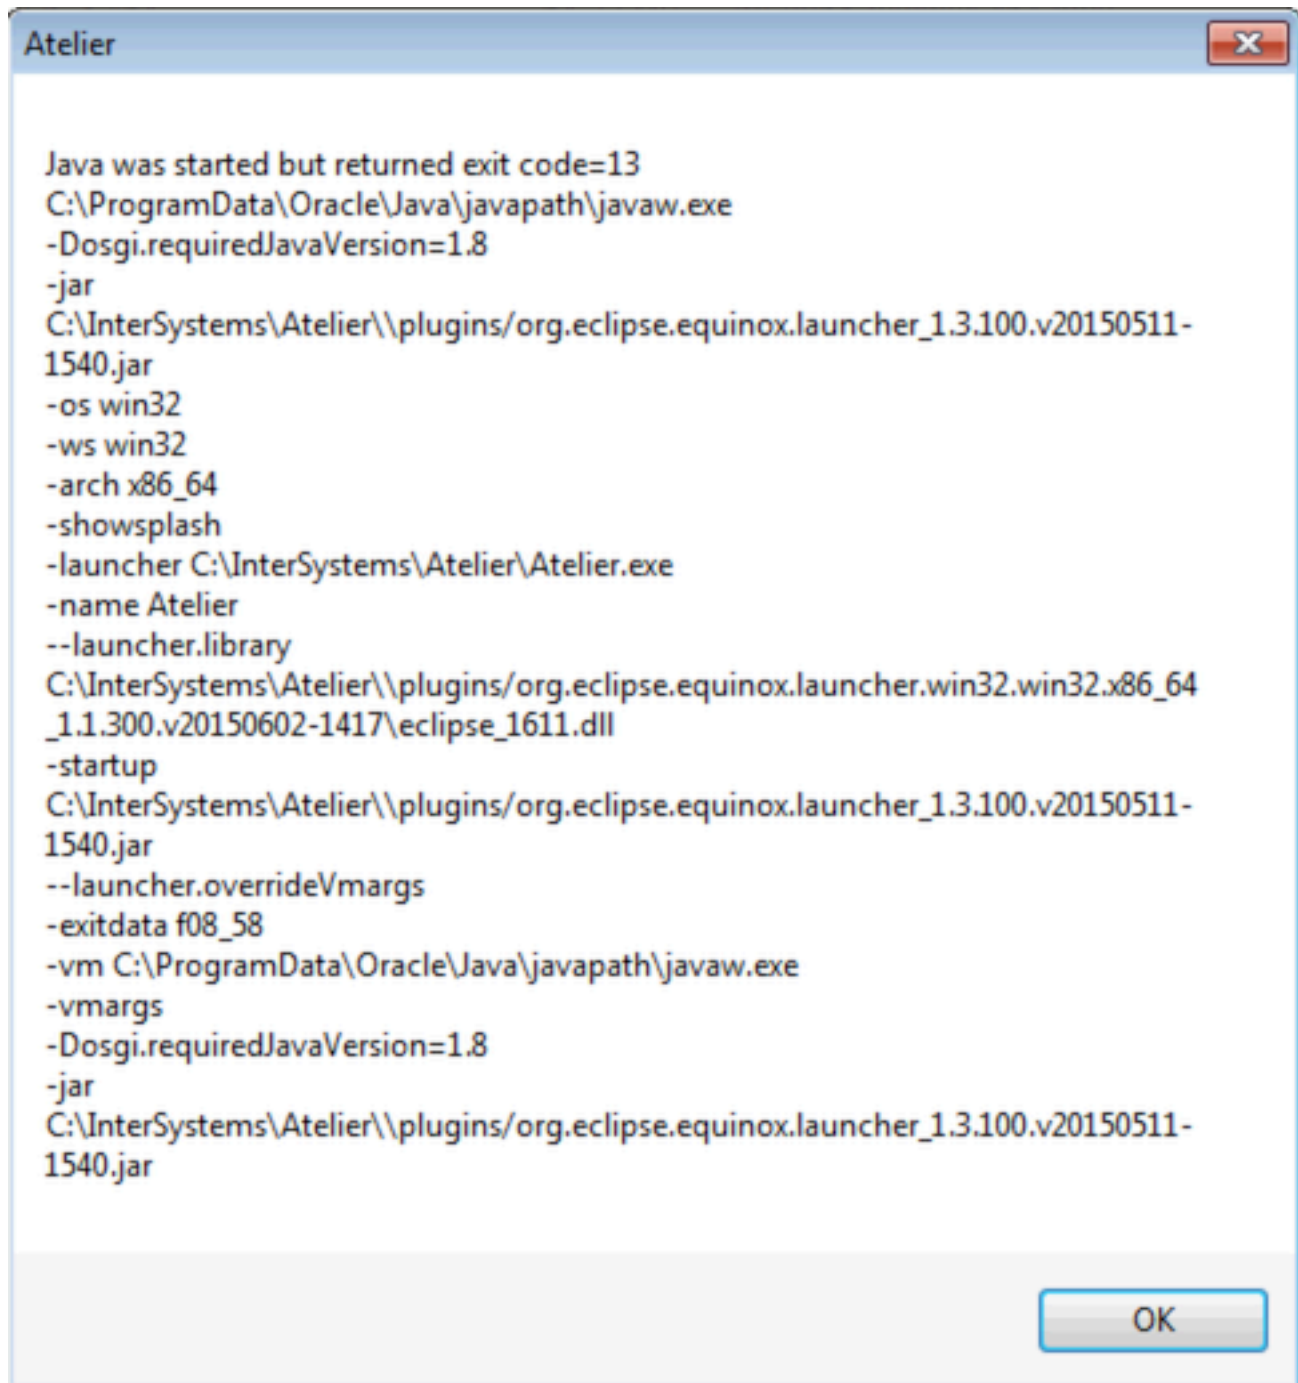 Atelier
Java was started but returned exit code=13
C:\ProgramData\Oracle\Java\javapath\javaw.exe
-Dosgi.requiredJavaVersion=1.8
-jar
C:\InterSystems\Atelier\\plugins/org.eclipse.equinox.launcher_1.3.100.v20150511-
1540.jar
-os win32
-ws win32
-arch x86_64
-showsplash
-launcher C:\InterSystems\Atelier\Atelier.exe
-name Atelier
--launcher.library
C:\InterSystems\Atelier\\plugins/org.eclipse.equinox.launcher.win32.win32.x86_64
_1.1.300.v20150602-1417\eclipse_1611.dll
-startup
C:\InterSystems\Atelier\\plugins/org.eclipse.equinox.launcher_1.3.100.v20150511-
1540.jar
--launcher.overrideVmargs
-exitdata f08_58
-vm C:\ProgramData\Oracle\Java\javapath\javaw.exe
-vmargs
-Dosgi.requiredJavaVersion=1.8
-jar
C:\InterSystems\Atelier\\plugins/org.eclipse.equinox.launcher_1.3.100.v20150511-
1540.jar
OK